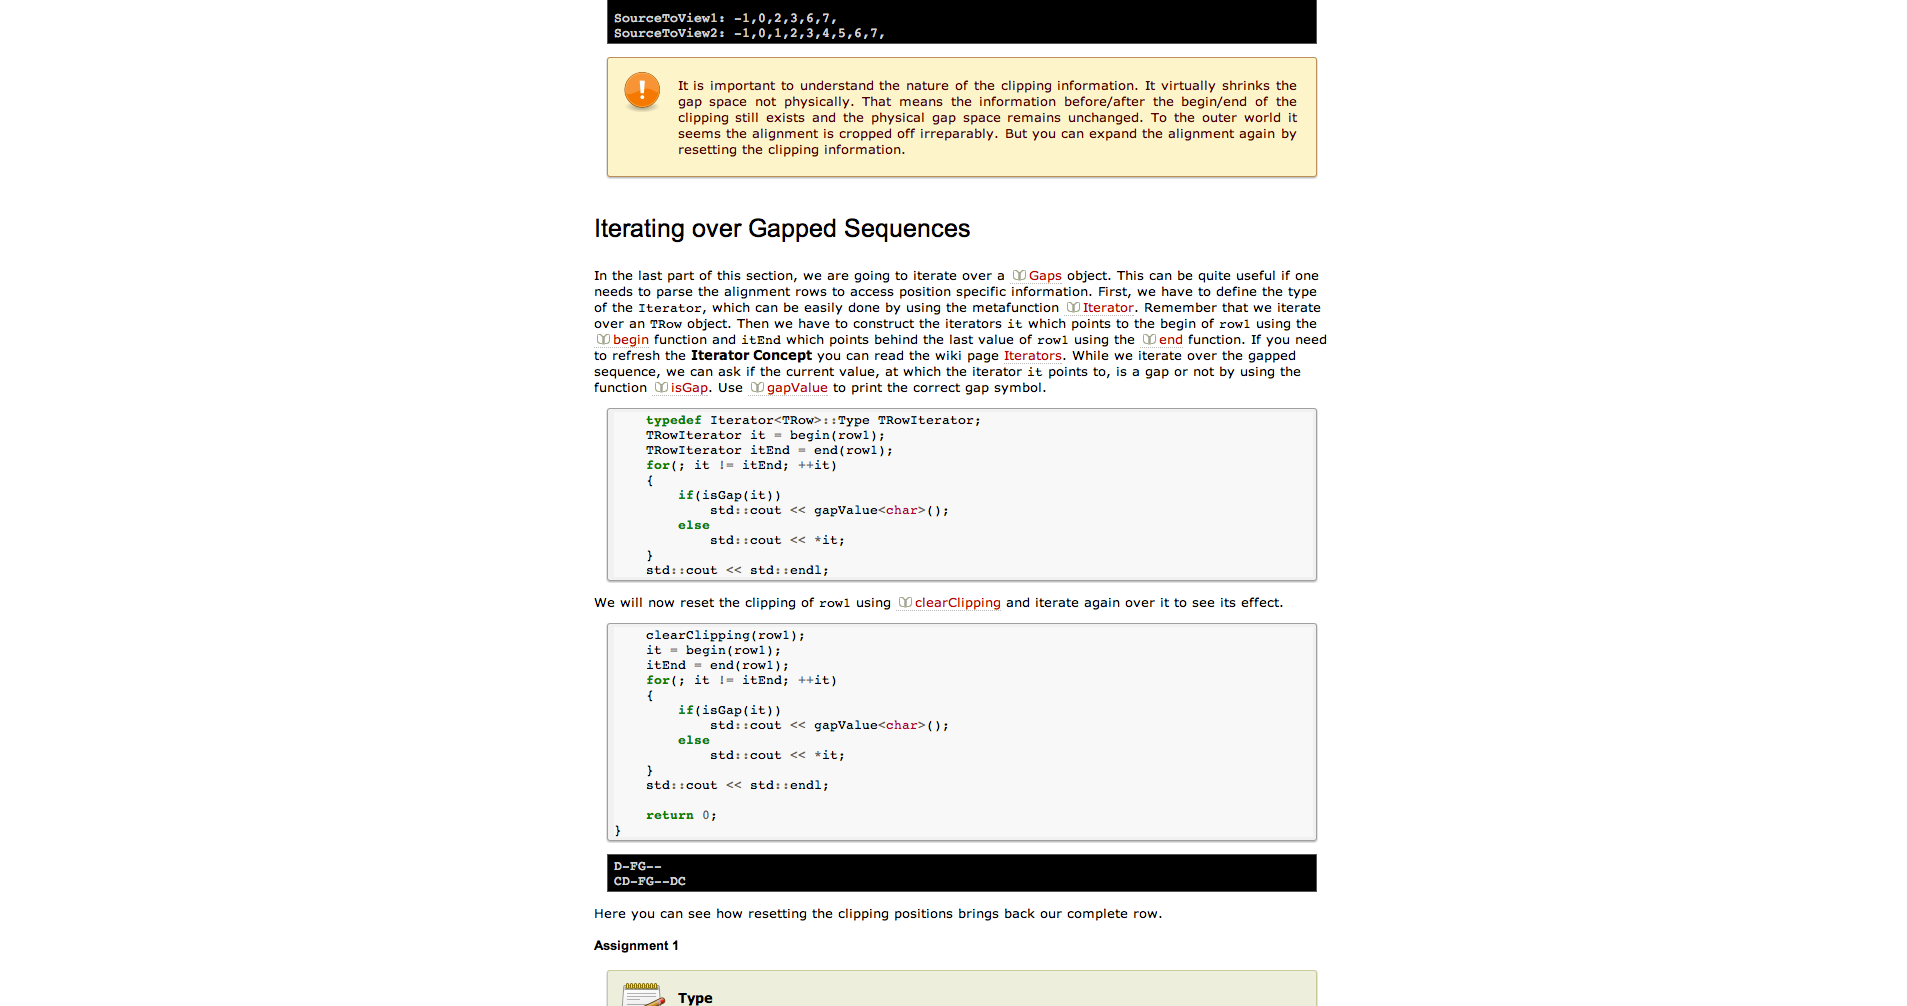 SourceToView1: -1,0,2,3,6,7,
SourceToView2: -1,0,1,2,3,4,5,6,7,
It is important to understand the nature of the clipping information. It virtually shrinks the
gap space not physically. That means the information before/after the begin/end of the
clipping still exists and the physical gap space remains unchanged. To the outer world it
seems the alignment is cropped off irreparably. But you can expand the alignment again by
resetting the clipping information.
Iterating over Gapped Sequences
In the last part of this section, we are going to iterate over a Gaps object. This can be quite useful if one
needs to parse the alignment rows to access position specific information. First, we have to define the type
of the Iterator, which can be easily done by using the metafunction Iterator. Remember that we iterate
over an TRow object. Then we have to construct the iterators it which points to the begin of row1 using the
begin function and itEnd which points behind the last value of row1 using the end function. If you need
to refresh the Iterator Concept you can read the wiki page Iterators. While we iterate over the gapped
sequence, we can ask if the current value, at which the iterator it points to, is a gap or not by using the
function isGap. Use gapValue to print the correct gap symbol.
typedef Iterator<TRow>::Type TRowIterator;
TRowIterator it = begin(row1);
TRowIterator itEnd = end(row1);
for(; it != itEnd; ++it)
{
if(isGap(it))
std::cout << gapValue<char>();
else
std::cout << *it;
}
std::cout << std::endl;
We will now reset the clipping of row1 using clearClipping and iterate again over it to see its effect.
clearClipping(row1);
it = begin(row1);
itEnd = end(row1);
for(; it != itEnd; ++it)
{
if(isGap(it))
std::cout << gapValue<char>();
else
std::cout << *it;
}
std::cout << std::endl;
return 0;
}
D-FG--
CD-FG--DC
Here you can see how resetting the clipping positions brings back our complete row.
Assignment 1
Type